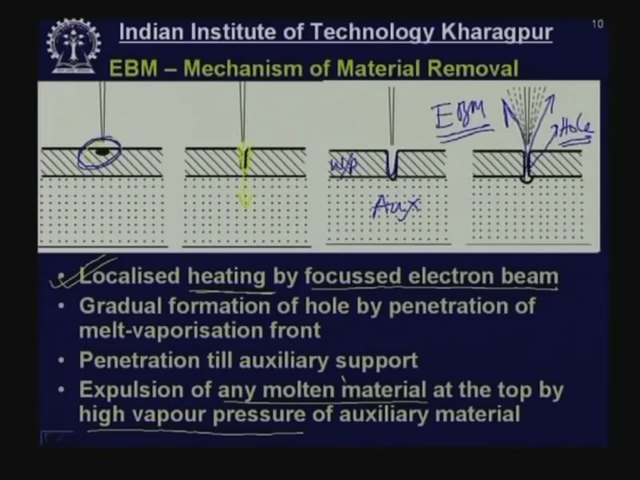 Indian Institute of Technology Kharagpur
10
EBM – Mechanism of Material Removal
EBM
Hole
W/P
Aux
• Localised heating by focussed electron beam
• Gradual formation of hole by penetration of
melt-vaporisation front
• Penetration till auxiliary support
• Expulsion of any molten material at the top by
high vapour pressure of auxiliary material